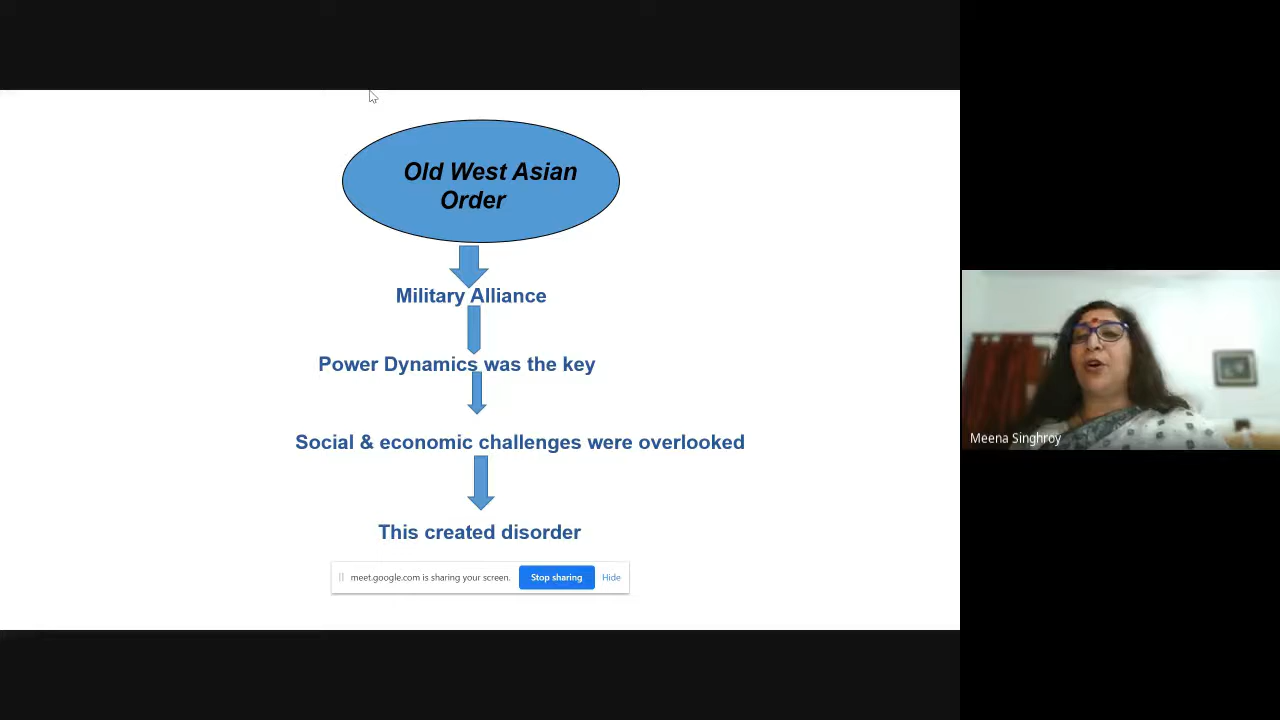 Old West Asian
Order
Military Alliance
Power Dynamics was the key
Social & economic challenges were overlooked
This created disorder
meet.google.com is sharing your screen. Stop sharing Hide
Meena Singhroy